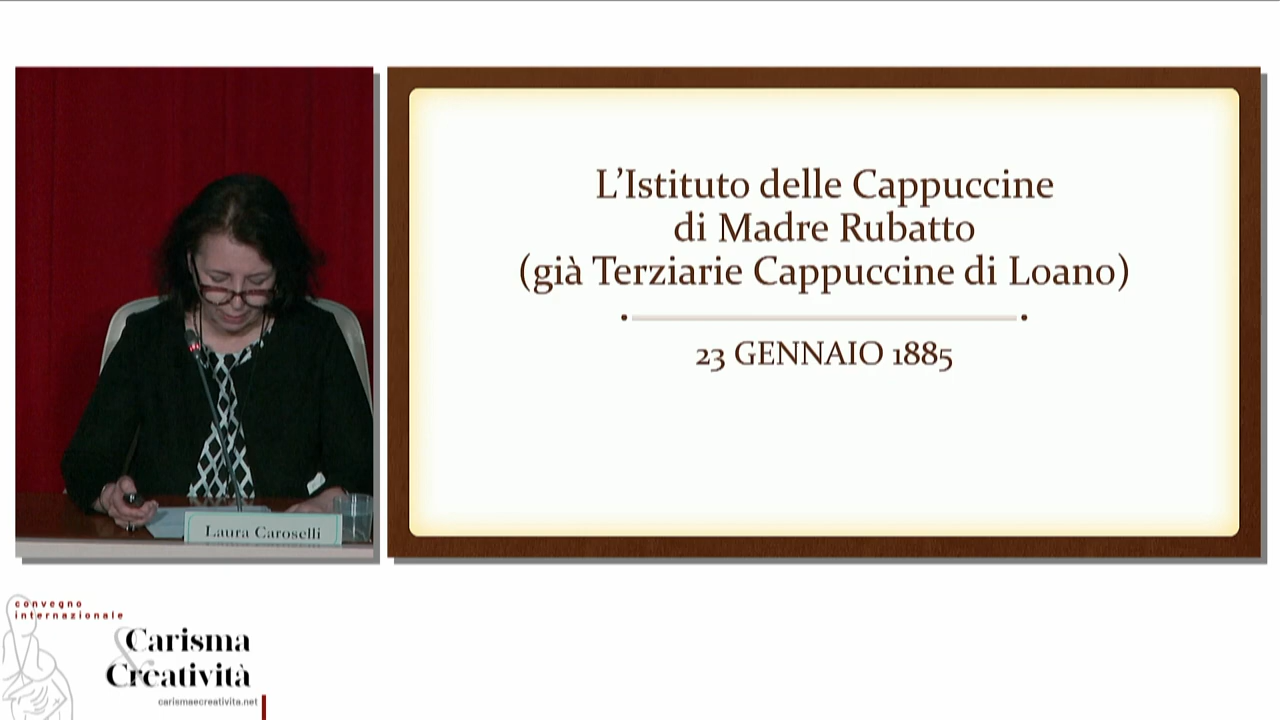 L’Istituto delle Cappuccine
di Madre Rubatto
(già Terziarie Cappuccine di Loano)
23 GENNAIO 1885
Laura Caroselli
convegno
internazionale
Carisma
&
Creatività
carismaecreativita.net